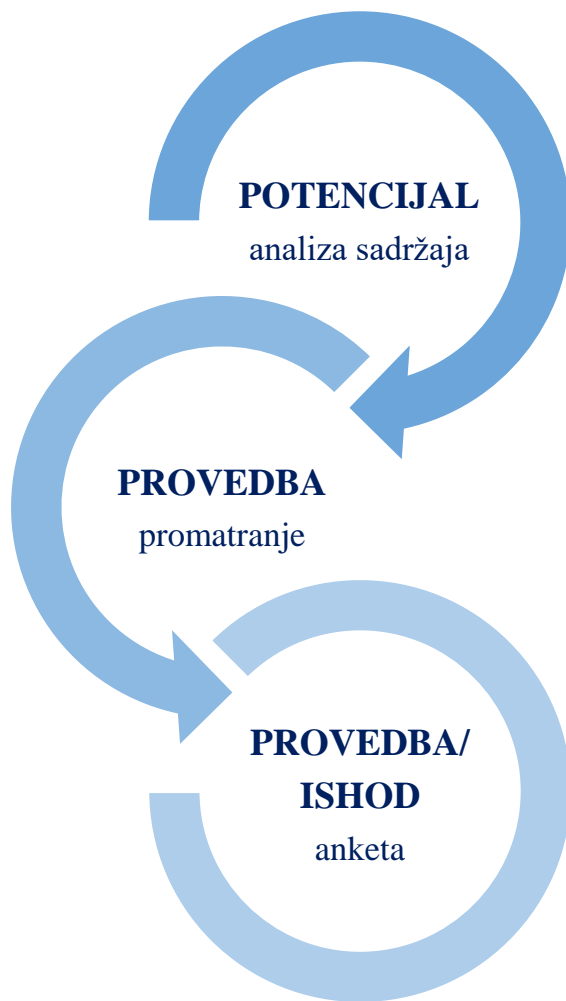 POTENCIJAL
analiza sadržaja
PROVEDBA
promatranje
PROVEDBA/
ISHOD
anketa